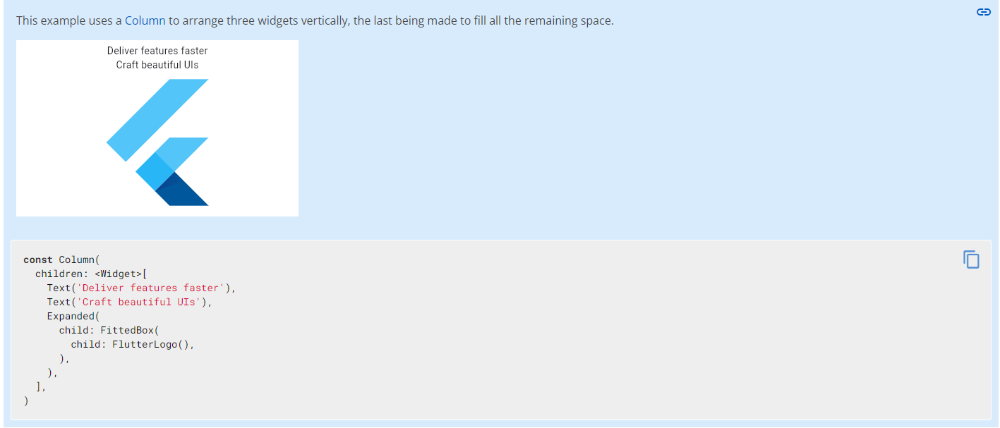 This example uses a Column to arrange three widgets vertically, the last being made to fill all the remaining space.
Deliver features faster
Craft beautiful UIs
const Column(
  children: <Widget>[
    Text('Deliver features faster'),
    Text('Craft beautiful UIs'),
    Expanded(
      child: FittedBox(
        child: FlutterLogo(),
      ),
    ),
  ],
)